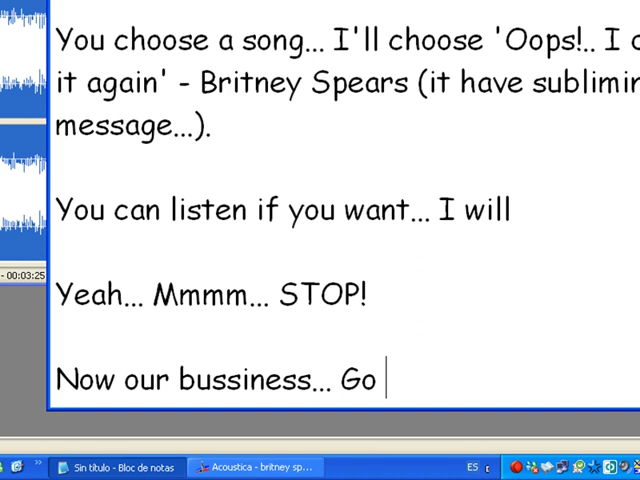 You choose a song... I'll choose 'Oops!.. I
it again' - Britney Spears (it have
message...).
You can listen if you want... I will
- 00:03:25
Yeah... Mmmm... STOP!
Now our bussiness... Go
Sin título - Bloc de notas
Acoustica - britney sp...
ES